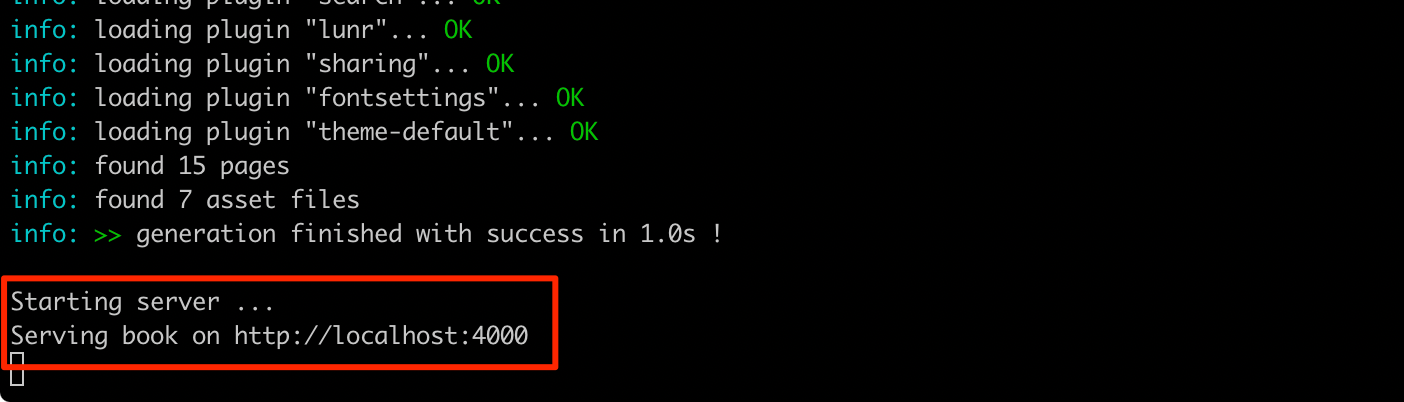 info: loading plugin "search"... OK
info: loading plugin "lunr"... OK
info: loading plugin "sharing"... OK
info: loading plugin "fontsettings"... OK
info: loading plugin "theme-default"... OK
info: found 15 pages
info: found 7 asset files
info: >> generation finished with success in 1.0s !
Starting server ...
Serving book on http://localhost:4000